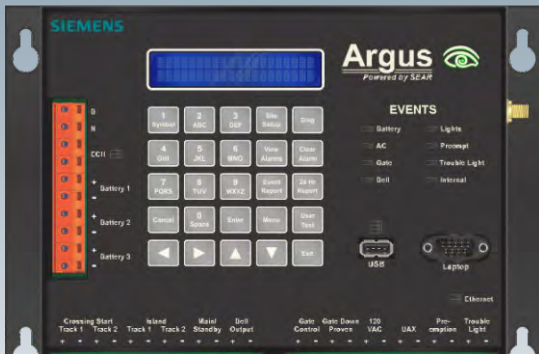 SIEMENS
Argus
Powered by SEAR
EVENTS
Battery
Lights
AC
Preempt
Gate
Trouble Light
Bell
Internal
G
N
ECH
+
Battery 1
-
+
Battery 2
-
+
Battery 3
-
1
Symbol
2
ABC
3
DEF
Site
Setup
Diag
4
GHI
5
JKL
6
MNO
View
Alarms
Clear
Alarm
7
PQRS
8
TUV
9
WXYZ
Event
Report
24 Hr
Report
Cancel
0
Space
Enter
Menu
User
Test
Exit
USB
Laptop
Ethernet
Crossing Start
Track 1 Track 2
Island
Track 1 Track 2
Main/
Standby
Bell
Output
Gate
Control
Gate Down
Proven
120
VAC
UAX
Pre-
emption
Trouble
Light
+ - + - + - + - + - + -
+ - + - + - + - + - + -